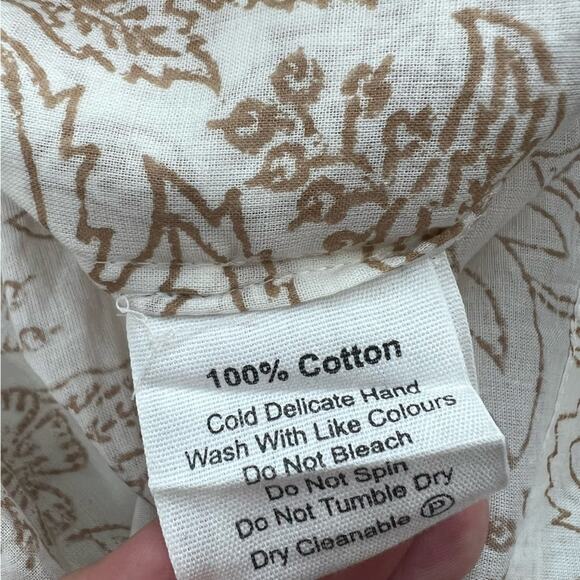 100% Cotton
Cold Delicate Hand
Wash With Like Colours
Do Not Bleach
Do Not Spin
Do Not Tumble Dry
Dry Cleanable Ⓟ